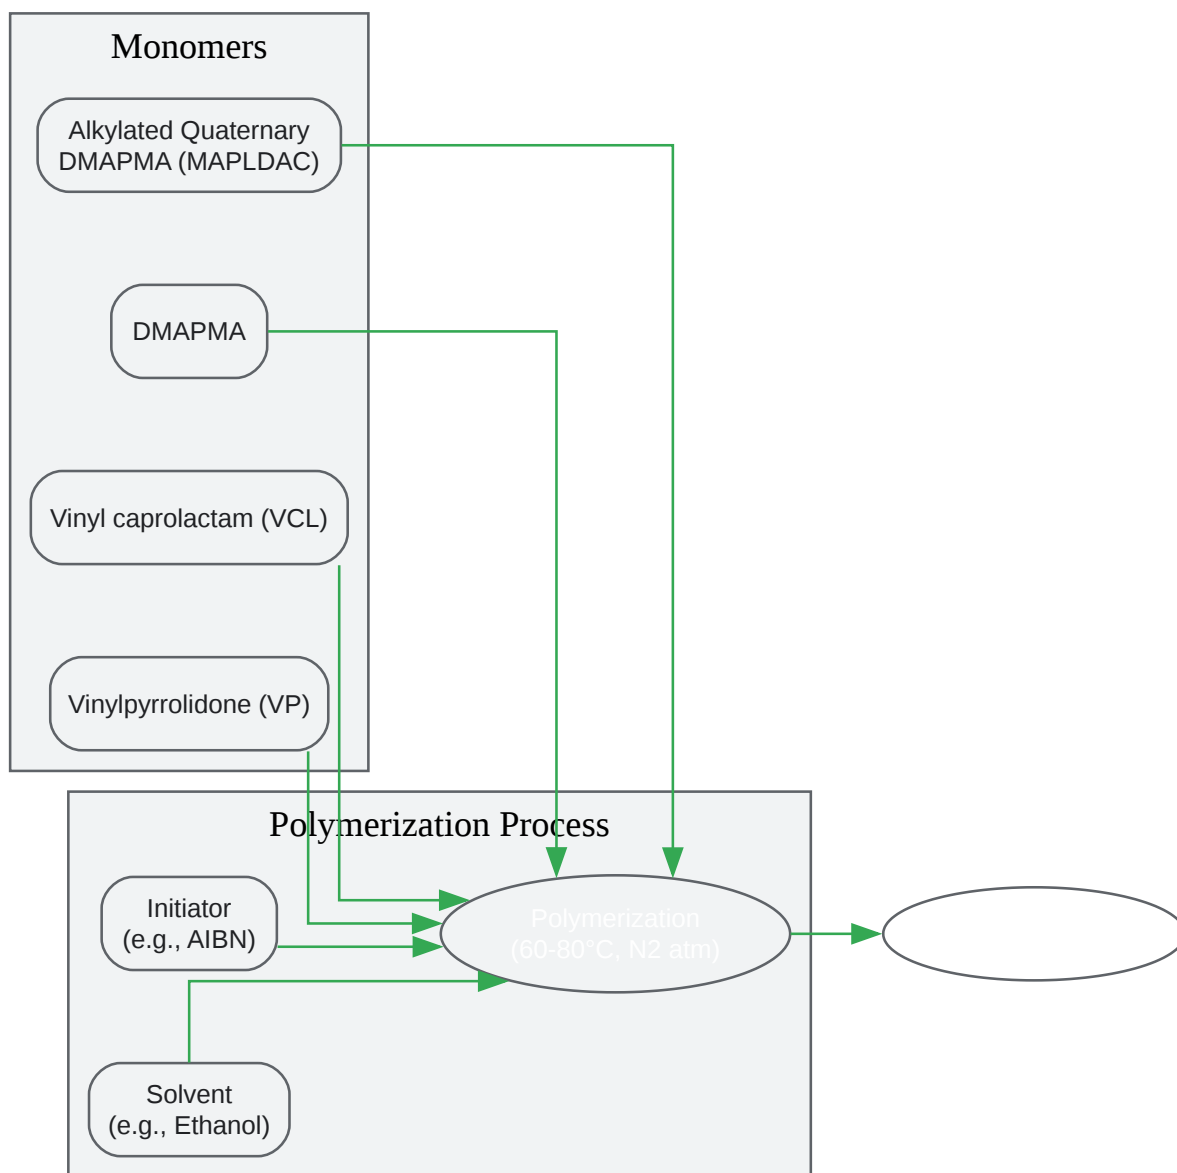 Monomers
Alkylated Quaternary
DMAPMA (MAPLDAC)
DMAPMA
Vinyl caprolactam (VCL)
Vinylpyrrolidone (VP)
Polymerization Process
Initiator
(e.g., AIBN)
Polymerization
(60-80°C, N2 atm)
Solvent
(e.g., Ethanol)